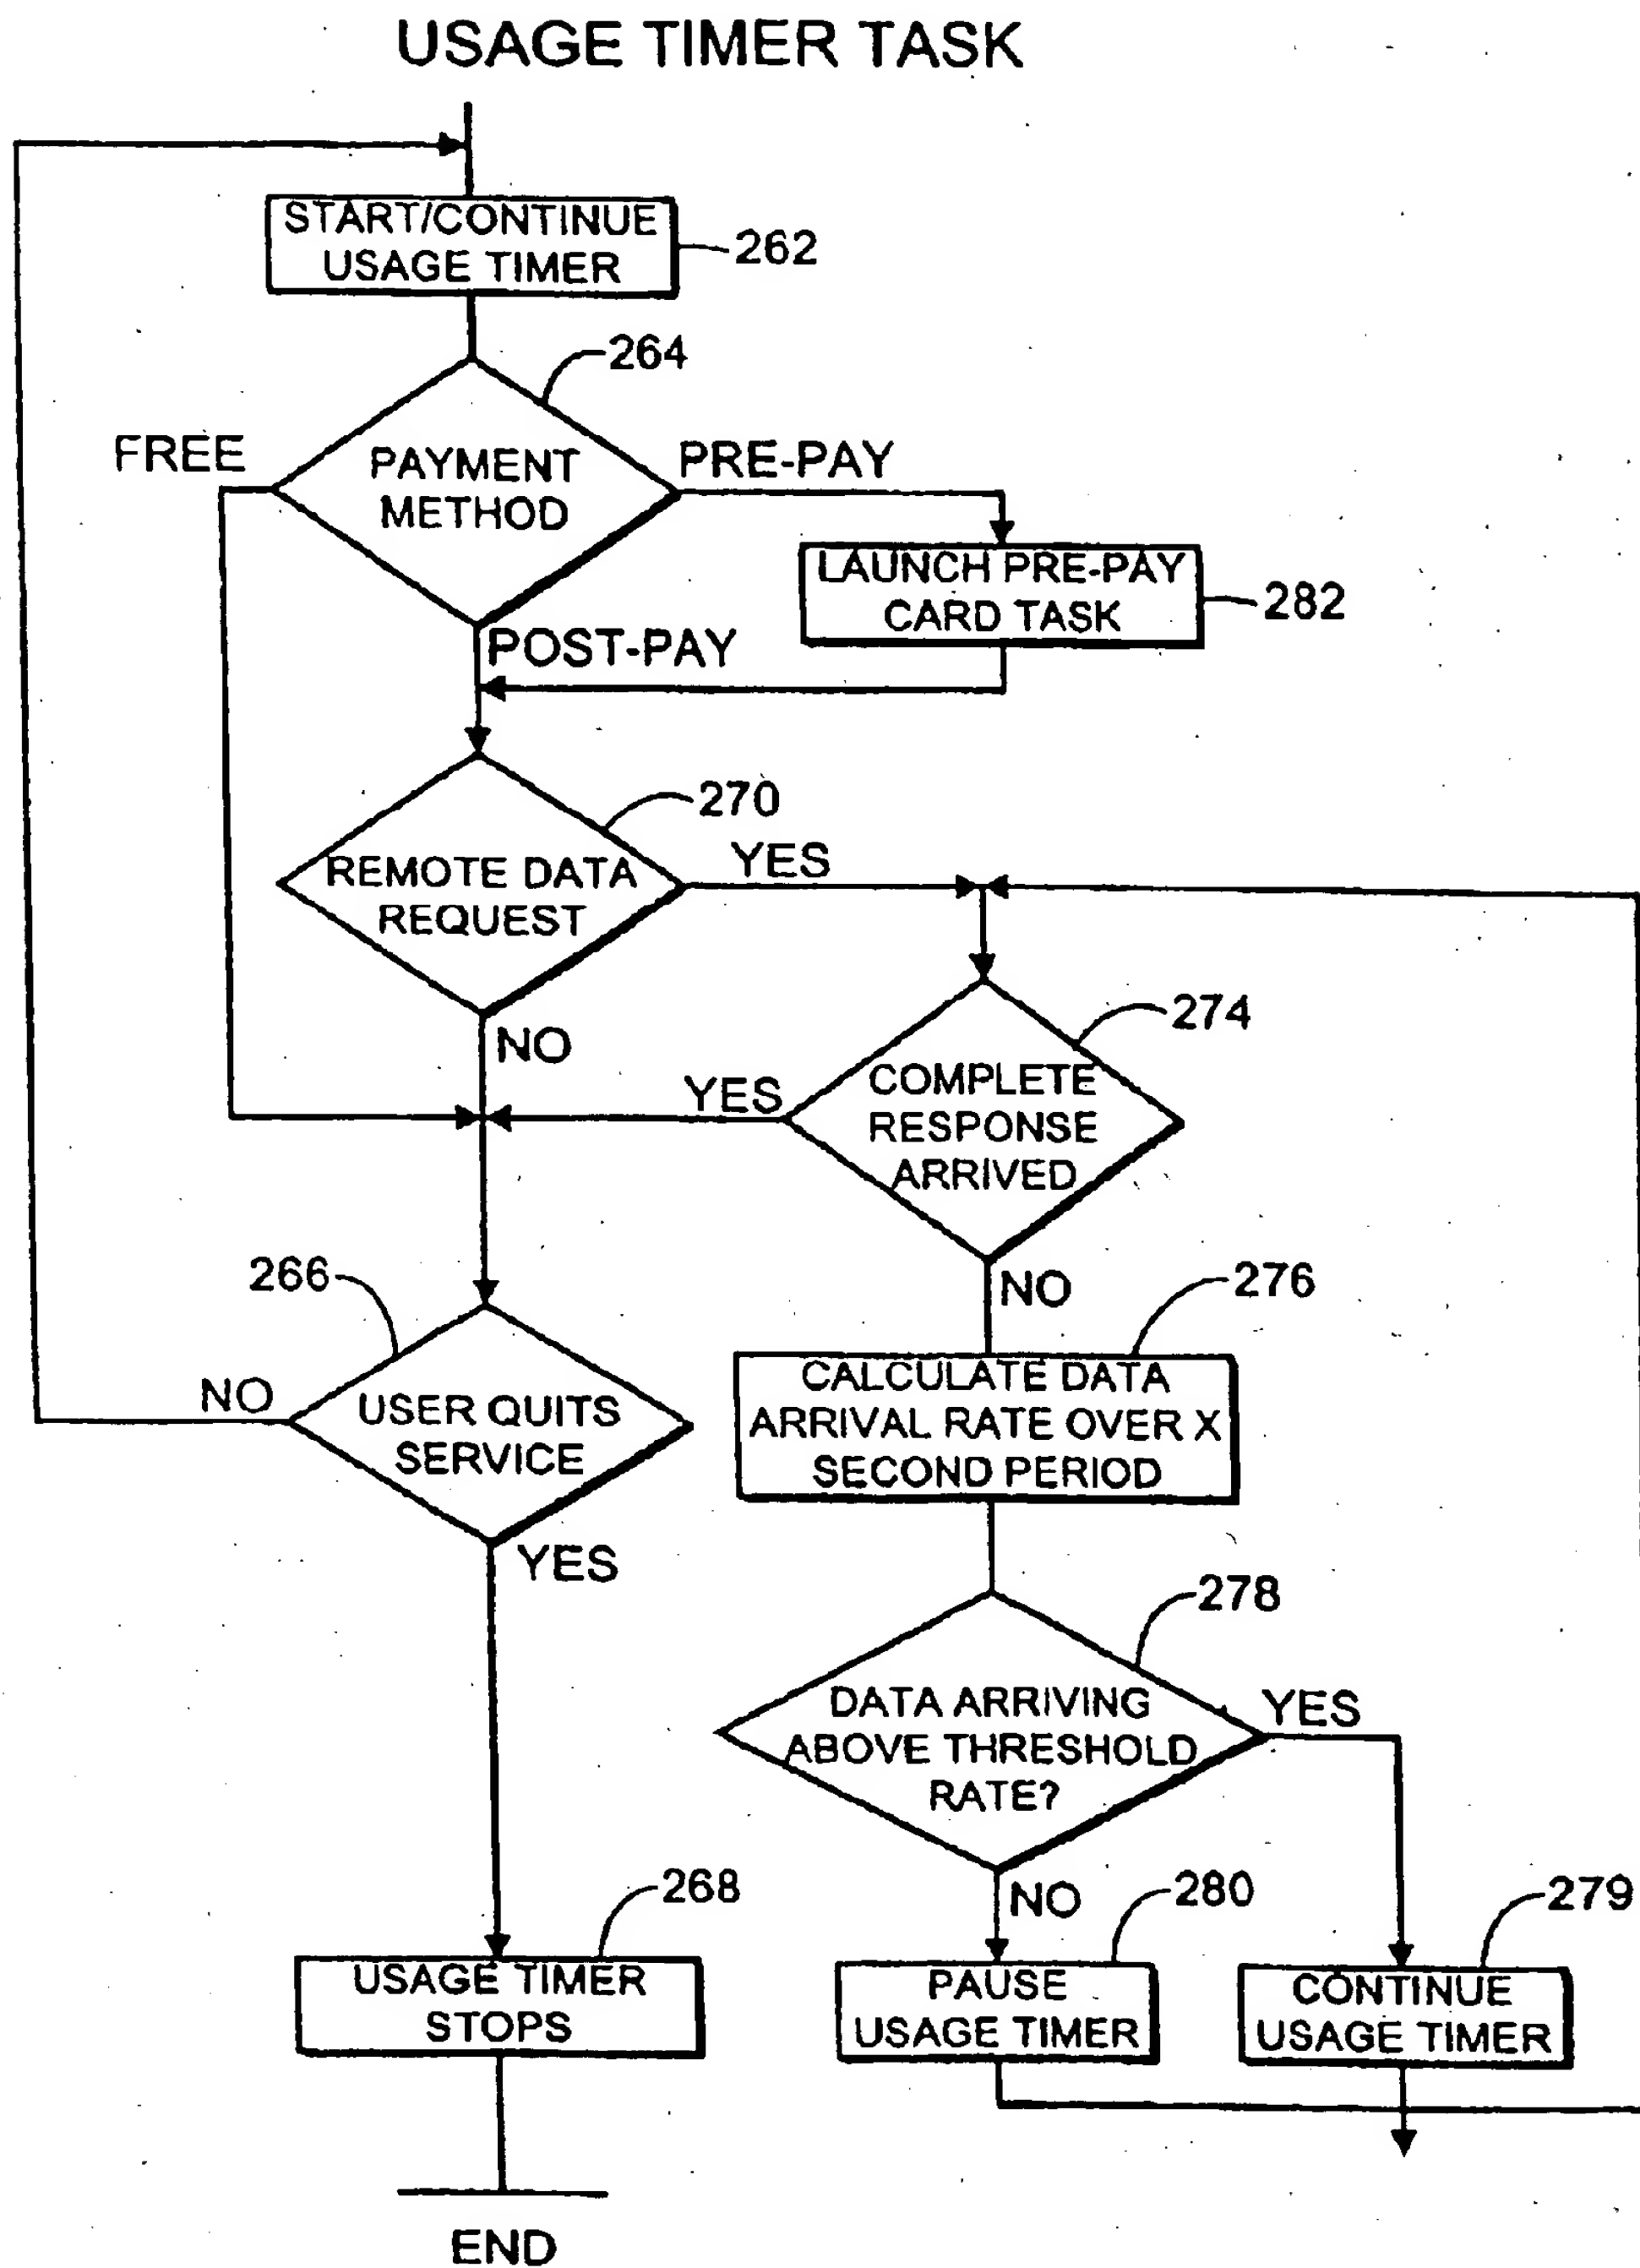 USAGE TIMER TASK
START/CONTINUE
USAGE TIMER
262
264
FREE
PAYMENT
METHOD
PRE-PAY
LAUNCH PRE-PAY
CARD TASK
282
POST-PAY
270
REMOTE DATA
REQUEST
YES
NO
274
YES
COMPLETE
RESPONSE
ARRIVED
NO
276
266
CALCULATE DATA
ARRIVAL RATE OVER X
SECOND PERIOD
NO
USER QUITS
SERVICE
YES
278
DATA ARRIVING
ABOVE THRESHOLD
RATE?
YES
NO
268
280
279
USAGE TIMER
STOPS
PAUSE
USAGE TIMER
CONTINUE
USAGE TIMER
END